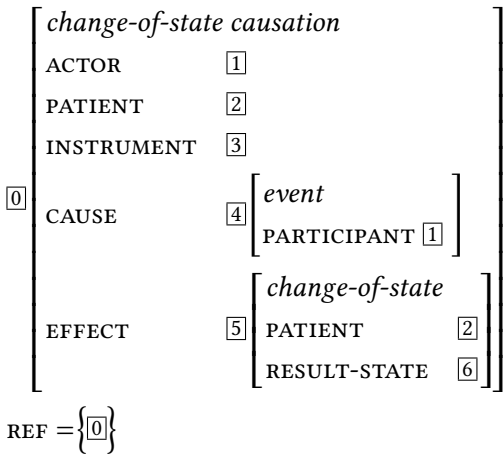 0 change-of-state causation
ACTOR 1
PATIENT 2
INSTRUMENT 3
CAUSE 4 event
PARTICIPANT 1
EFFECT 5 change-of-state
PATIENT 2
RESULT-STATE 6
REF = {0}